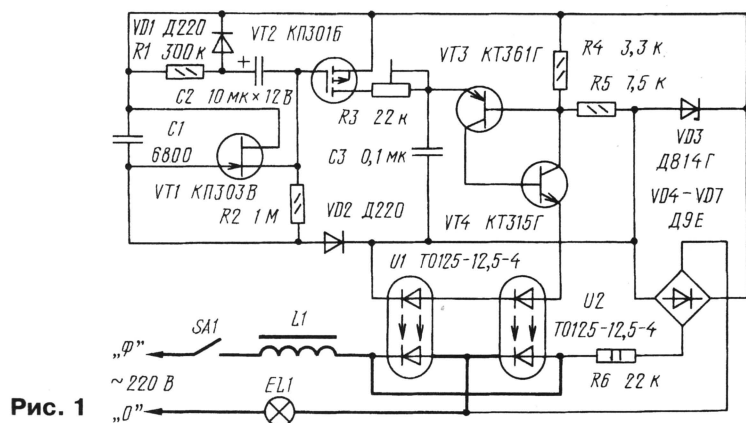 VD1 Д220
R1 300к
VT2 КП301Б
C2 10 мк×12 В
+
C1
6800
VT1 КП303В
R2 1 М
R3 22 к
C3 0,1 мк
VD2 Д220
VT3 КТ361Г
VT4 КТ315Г
R4 3,3 к
R5 7,5 к
VD3
Д814Г
VD4-VD7
Д9Е
U1 ТО125-12,5-4
U2
ТО125-12,5-4
R6 22 к
„Ф"
SA1
L1
~220 В
EL1
„0"
Рис. 1